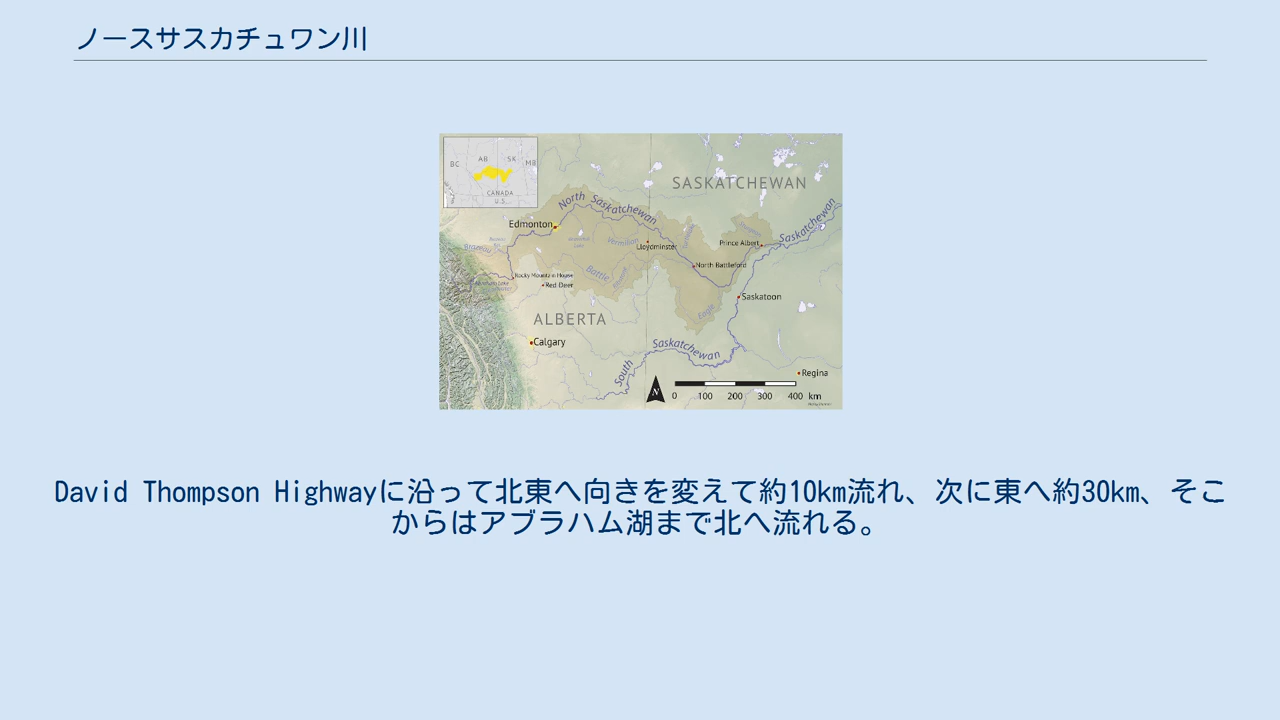 ノースサスカチュワン川
BC
AB
SK
MB
CANADA
U.S.
SASKATCHEWAN
North Saskatchewan
Saskatchewan
Edmonton
Vermilion
Lloydminster
Prince Albert
Battle
North Battleford
Rocky Mountain House
Red Deer
Saskatoon
Eagle
ALBERTA
Calgary
South Saskatchewan
Regina
N
0 100 200 300 400 km
David Thompson Highwayに沿って北東へ向きを変えて約10km流れ、次に東へ約30km、そこ
からはアブラハム湖まで北へ流れる。